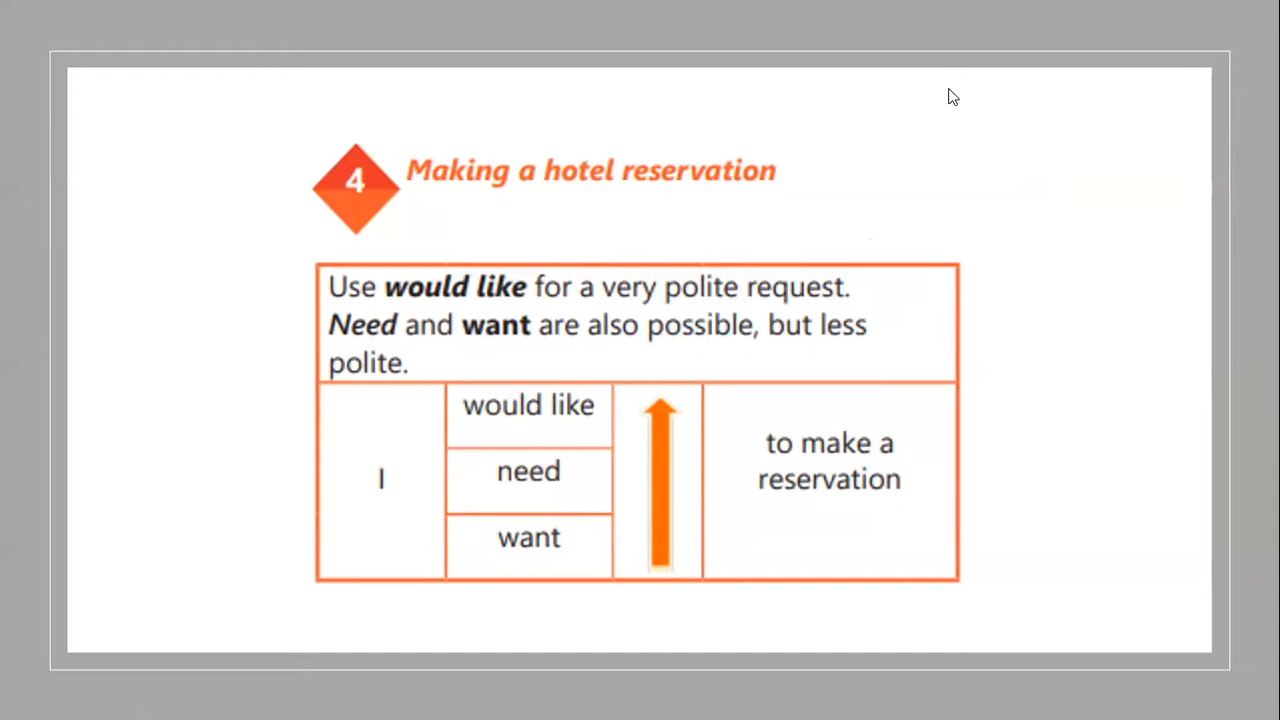 4
Making a hotel reservation
Use would like for a very polite request.
Need and want are also possible, but less
polite.
I
would like
need
want
to make a
reservation